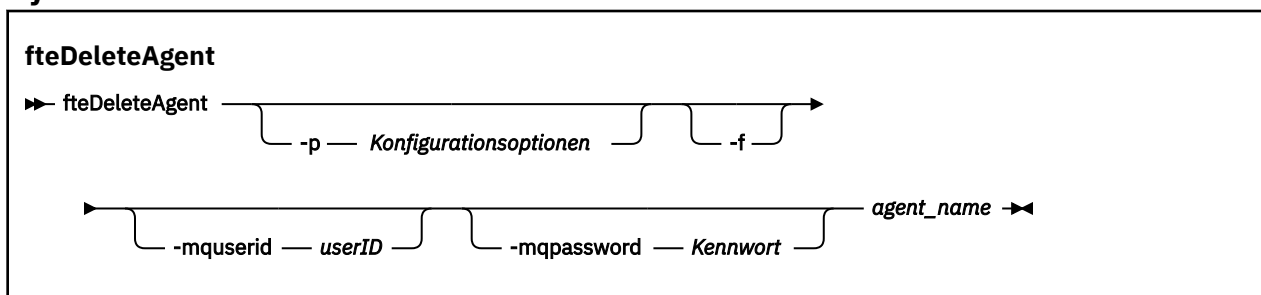 fteDeleteAgent
fteDeleteAgent
-p Konfigurationsoptionen -f
-mquserid userID -mqpassword Kennwort agent_name